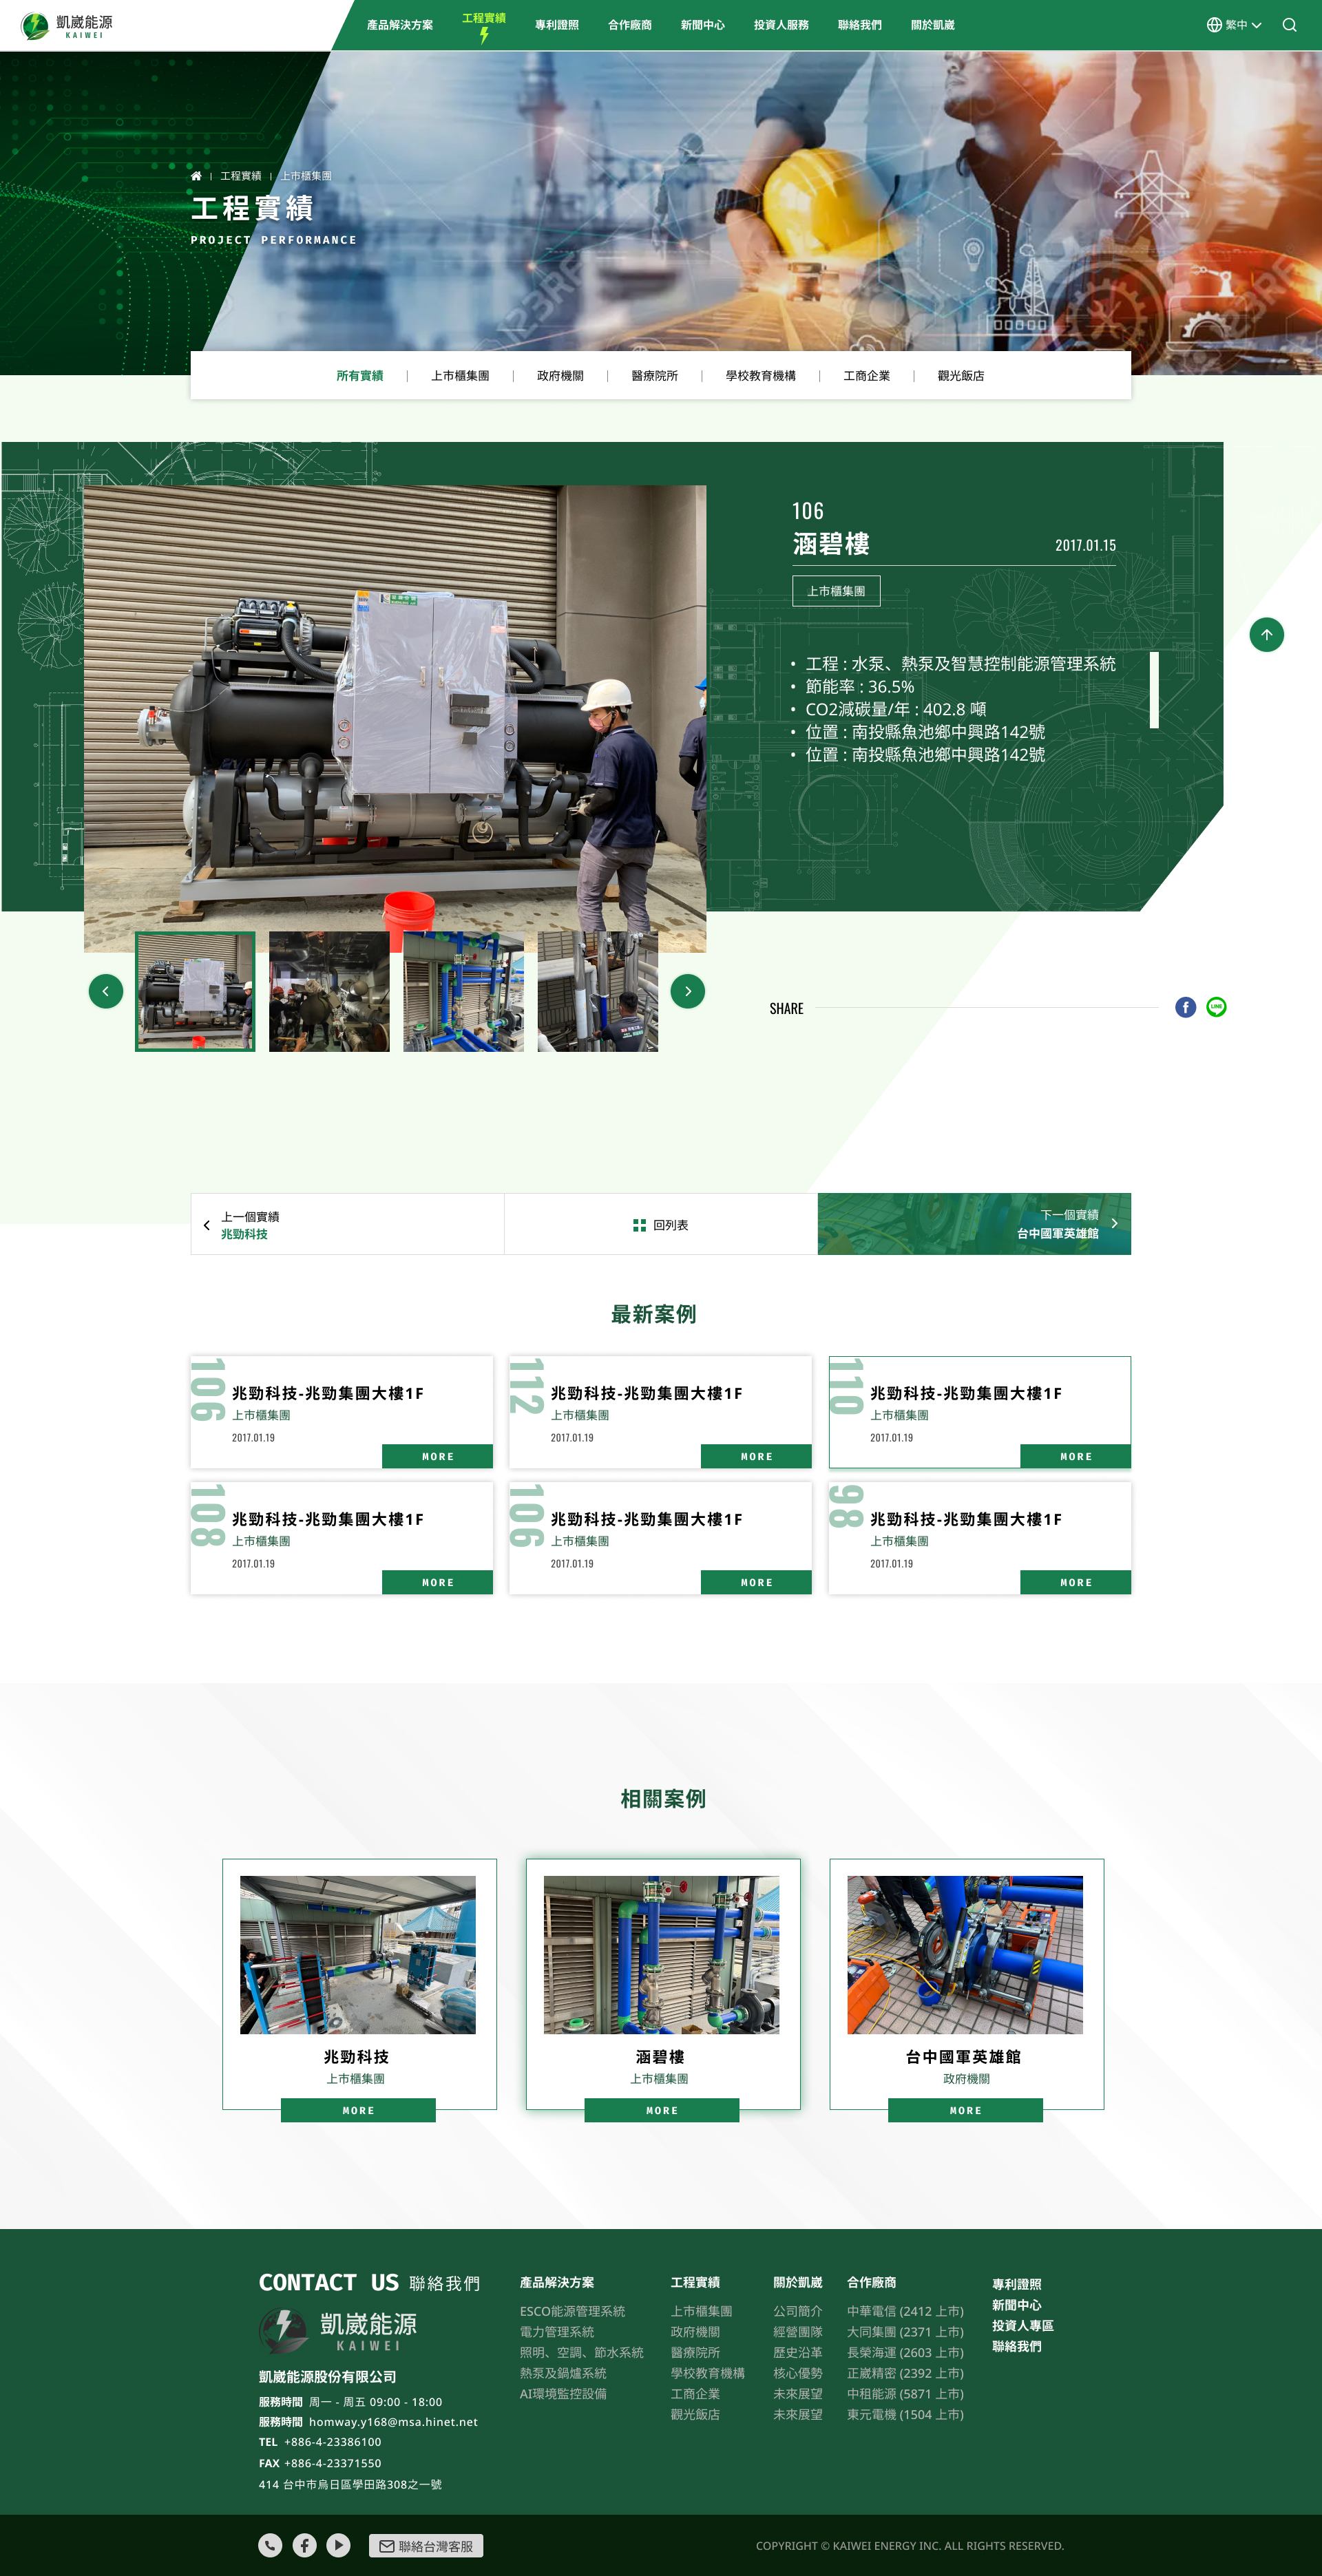 凱崴能源
KAIWEI
產品解決方案
工程實績
專利證照
合作廠商
新聞中心
投資人服務
聯絡我們
關於凱崴
繁中
工程實績
上市櫃集團
工程實績
PROJECT PERFORMANCE
123RF
123RF
所有實績
上市櫃集團
政府機關
醫療院所
學校教育機構
工商企業
觀光飯店
106
涵碧樓
2017.01.15
上市櫃集團
• 工程 : 水泵、熱泵及智慧控制能源管理系統
• 節能率 : 36.5%
• CO2減碳量/年 : 402.8 噸
• 位置 : 南投縣魚池鄉中興路142號
• 位置 : 南投縣魚池鄉中興路142號
SHARE
LINE
上一個實績
兆勁科技
回列表
下一個實績
台中國軍英雄館
最新案例
106
兆勁科技-兆勁集團大樓1F
上市櫃集團
2017.01.19
MORE
112
兆勁科技-兆勁集團大樓1F
上市櫃集團
2017.01.19
MORE
110
兆勁科技-兆勁集團大樓1F
上市櫃集團
2017.01.19
MORE
108
兆勁科技-兆勁集團大樓1F
上市櫃集團
2017.01.19
MORE
106
兆勁科技-兆勁集團大樓1F
上市櫃集團
2017.01.19
MORE
98
兆勁科技-兆勁集團大樓1F
上市櫃集團
2017.01.19
MORE
相關案例
兆勁科技
上市櫃集團
MORE
涵碧樓
上市櫃集團
MORE
台中國軍英雄館
政府機關
MORE
CONTACT US 聯絡我們
凱崴能源
KAIWEI
凱崴能源股份有限公司
服務時間 周一 - 周五 09:00 - 18:00
服務時間 homway.y168@msa.hinet.net
TEL +886-4-23386100
FAX +886-4-23371550
414 台中市烏日區學田路308之一號
產品解決方案
ESCO能源管理系統
電力管理系統
照明、空調、節水系統
熱泵及鍋爐系統
AI環境監控設備
工程實績
上市櫃集團
政府機關
醫療院所
學校教育機構
工商企業
觀光飯店
關於凱崴
公司簡介
經營團隊
歷史沿革
核心優勢
未來展望
未來展望
合作廠商
中華電信 (2412 上市)
大同集團 (2371 上市)
長榮海運 (2603 上市)
正崴精密 (2392 上市)
中租能源 (5871 上市)
東元電機 (1504 上市)
專利證照
新聞中心
投資人專區
聯絡我們
聯絡台灣客服
COPYRIGHT © KAIWEI ENERGY INC. ALL RIGHTS RESERVED.